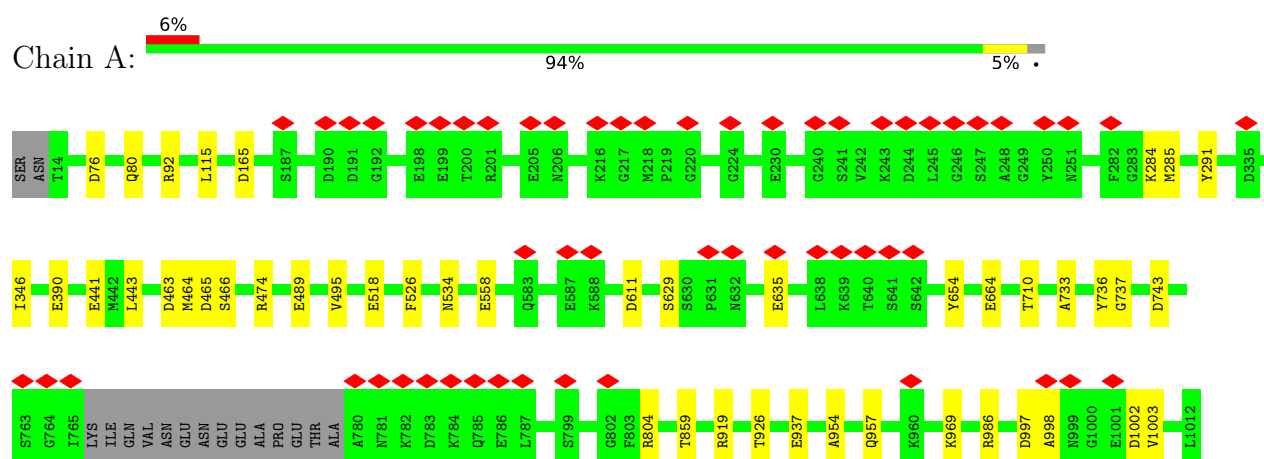 6%
Chain A:
94% 5% •
SER ASN T14 D76 Q80 R92 L115 D165 S187 D190 D191 G192 E198 E199 T200 R201 E205 N206 K216 G217 M218 P219 G220 G224 E230 G240 S241 V242 K243 D244 L245 G246 S247 A248 G249 Y250 N251 F282 G283 K284 M285 Y291 D335
I346 E390 E441 M442 L443 D463 M464 D465 S466 R474 E489 V495 E518 F526 N534 E558 Q583 E587 K588 D611 S629 S630 P631 N632 E635 L638 K639 T640 S641 S642 Y654 E664 T710 A733 Y736 G737 D743
S763 G764 I765 LYS ILE GLN VAL ASN GLU ASN GLU GLU ALA PRO GLU THR ALA A780 N781 K782 D783 K784 Q785 E786 L787 S799 G802 F803 R804 T859 R919 T926 E937 A954 Q957 K960 K969 R986 D997 A998 N999 G1000 E1001 D1002 V1003 L1012